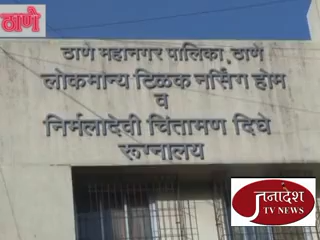 ठाणे
ठाणे महानगर पालिका, ठाणे
लोकमान्य टिळक नर्सिंग होम
व
निर्मलादेवी चिंतामण दिघे
रूग्नालय
जनादेश
TV NEWS